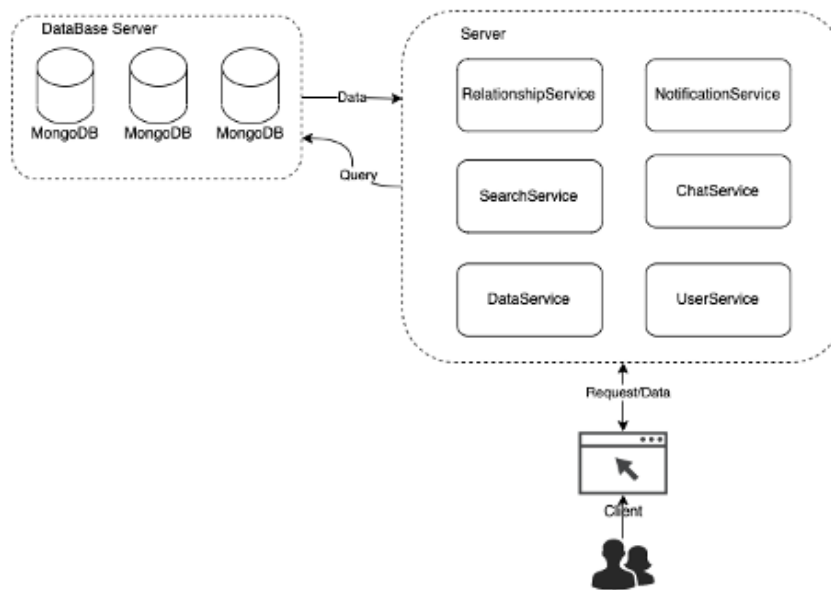 DataBase Server
MongoDB
MongoDB
MongoDB
Data
Query
Server
RelationshipService
NotificationService
SearchService
ChatService
DataService
UserService
Request/Data
Client